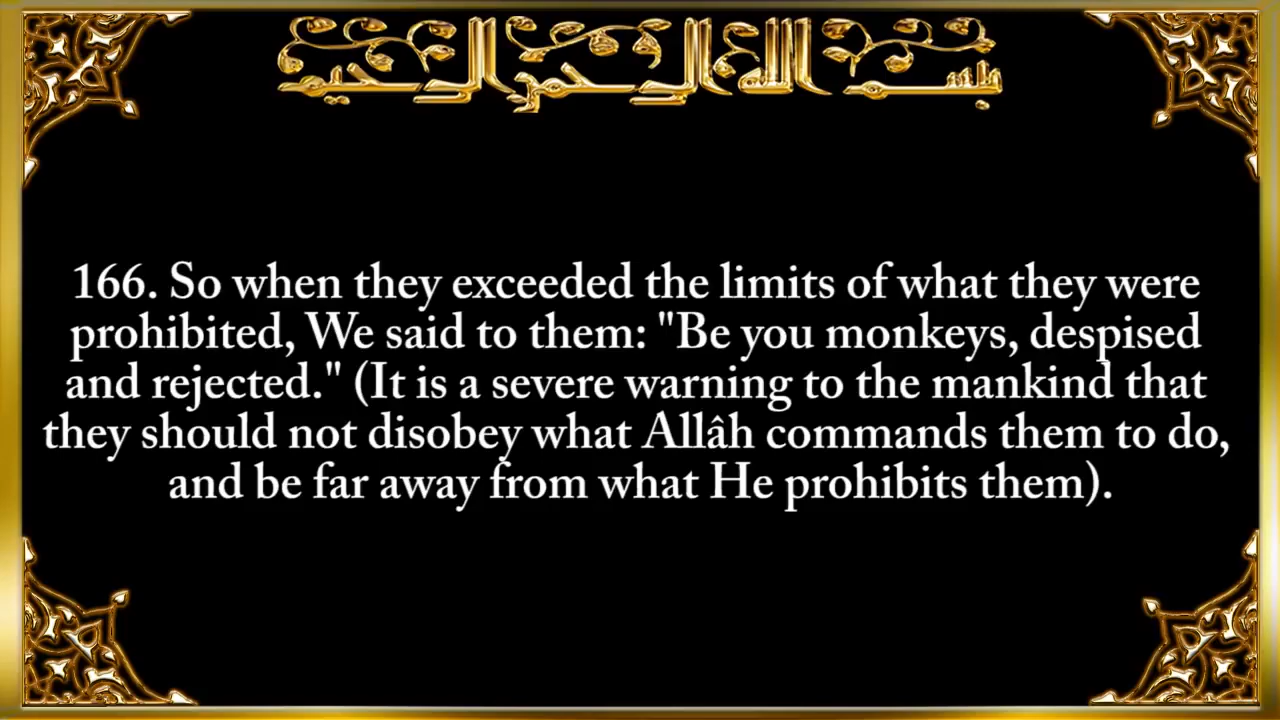 بسم الله الرحمن الرحيم
166. So when they exceeded the limits of what they were
prohibited, We said to them: "Be you monkeys, despised
and rejected." (It is a severe warning to the mankind that
they should not disobey what Allâh commands them to do,
and be far away from what He prohibits them).